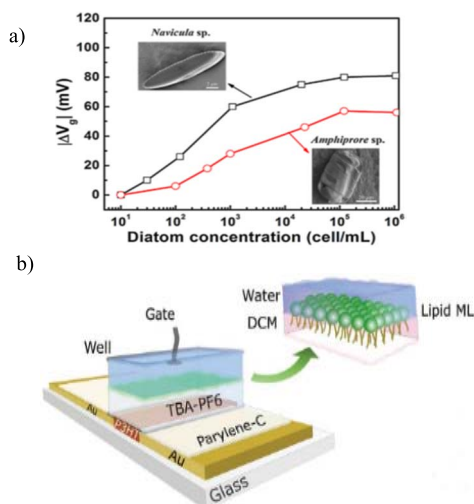 a)
120
100
80
60
40
20
0
|ΔVg| (mV)
Navicula sp.
Amphiprore sp.
10¹ 10² 10³ 10⁴ 10⁵ 10⁶
Diatom concentration (cell/mL)
b)
Water
DCM
Lipid ML
Gate
Well
TBA-PF6
Au
P3HT
Parylene-C
Au
Glass